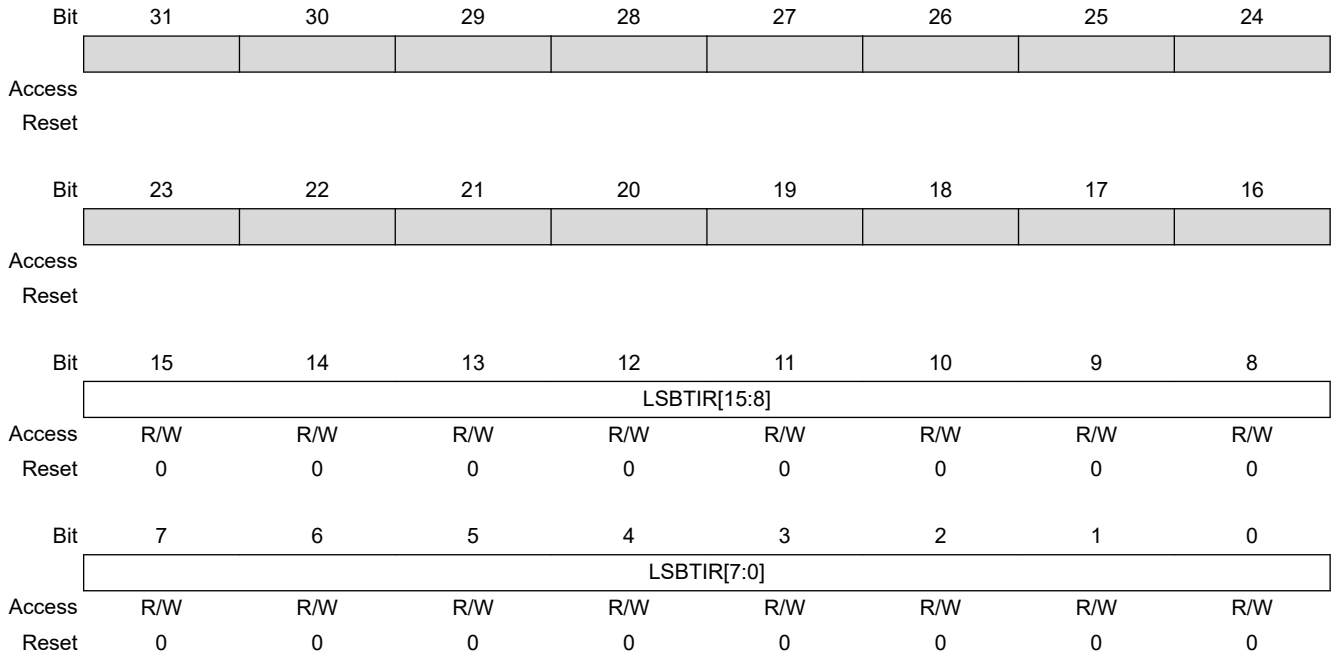 Bit 31 30 29 28 27 26 25 24
Access
Reset
Bit 23 22 21 20 19 18 17 16
Access
Reset
Bit 15 14 13 12 11 10 9 8
LSBTIR[15:8]
Access R/W R/W R/W R/W R/W R/W R/W R/W
Reset 0 0 0 0 0 0 0 0
Bit 7 6 5 4 3 2 1 0
LSBTIR[7:0]
Access R/W R/W R/W R/W R/W R/W R/W R/W
Reset 0 0 0 0 0 0 0 0